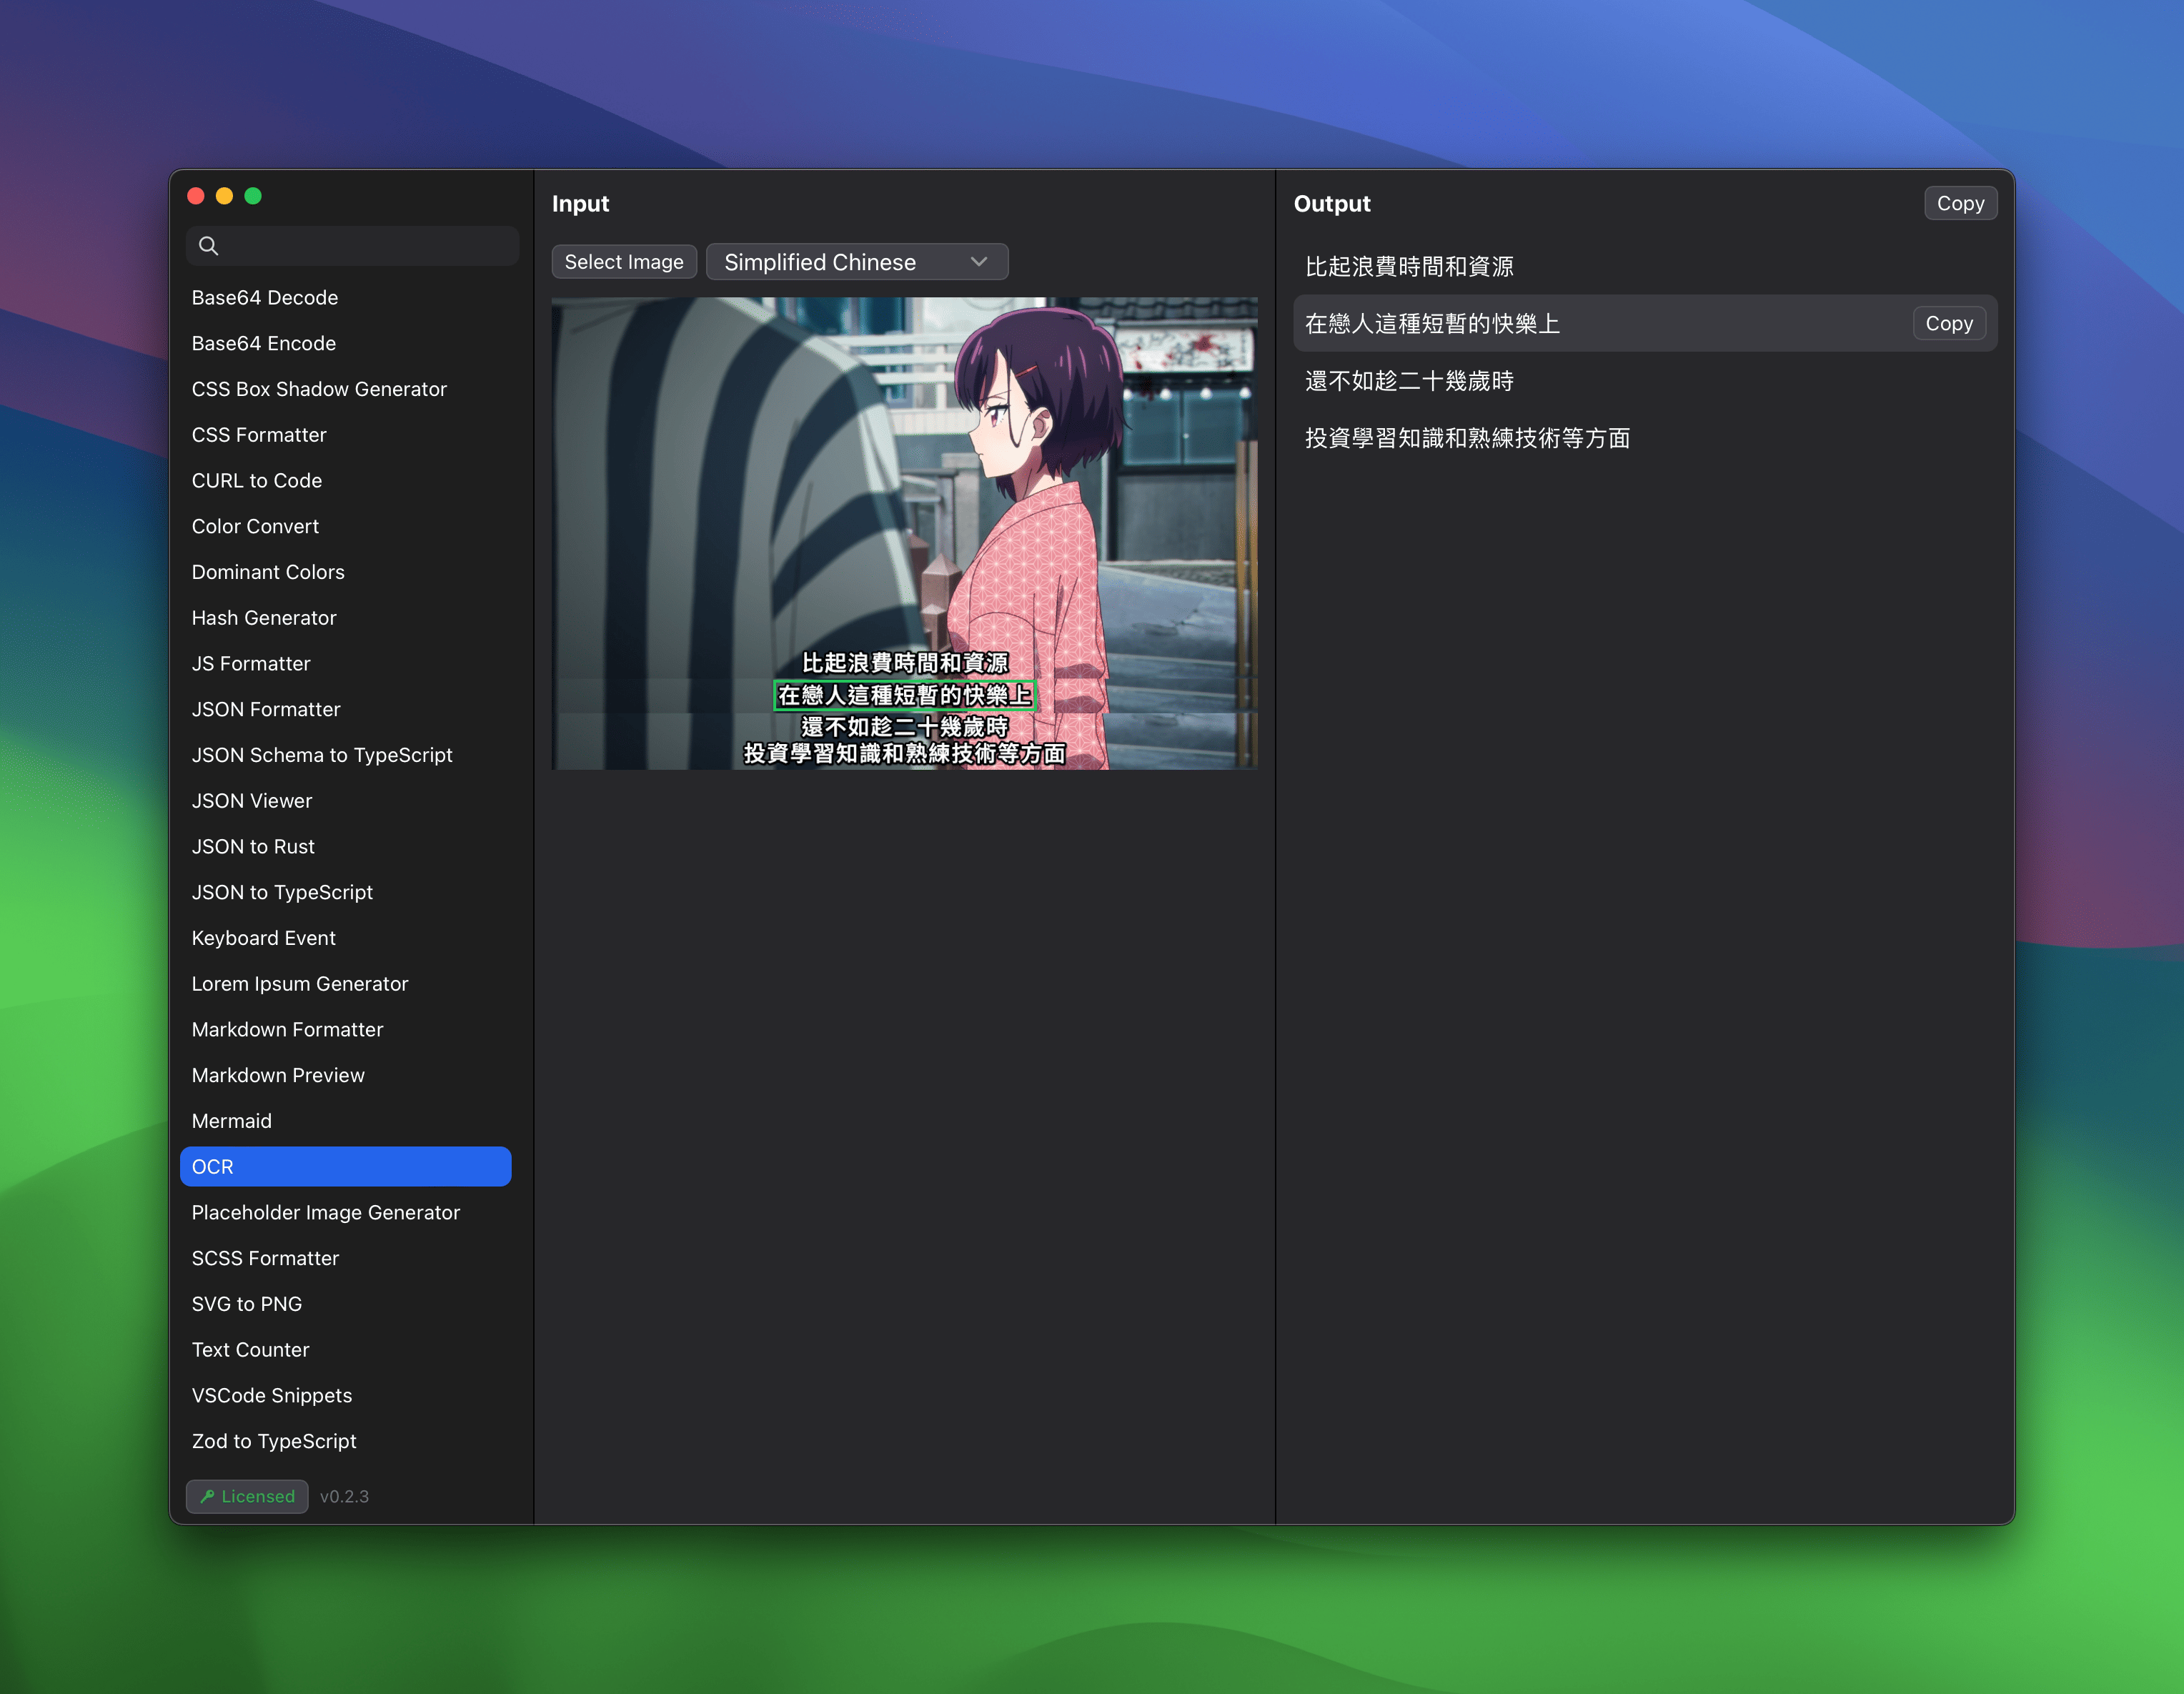 Base64 Decode
Base64 Encode
CSS Box Shadow Generator
CSS Formatter
CURL to Code
Color Convert
Dominant Colors
Hash Generator
JS Formatter
JSON Formatter
JSON Schema to TypeScript
JSON Viewer
JSON to Rust
JSON to TypeScript
Keyboard Event
Lorem Ipsum Generator
Markdown Formatter
Markdown Preview
Mermaid
OCR
Placeholder Image Generator
SCSS Formatter
SVG to PNG
Text Counter
VSCode Snippets
Zod to TypeScript
Licensed v0.2.3
Input
Select Image Simplified Chinese
比起浪費時間和資源
在戀人這種短暫的快樂上
還不如趁二十幾歲時
投資學習知識和熟練技術等方面
Output Copy
比起浪費時間和資源
在戀人這種短暫的快樂上 Copy
還不如趁二十幾歲時
投資學習知識和熟練技術等方面